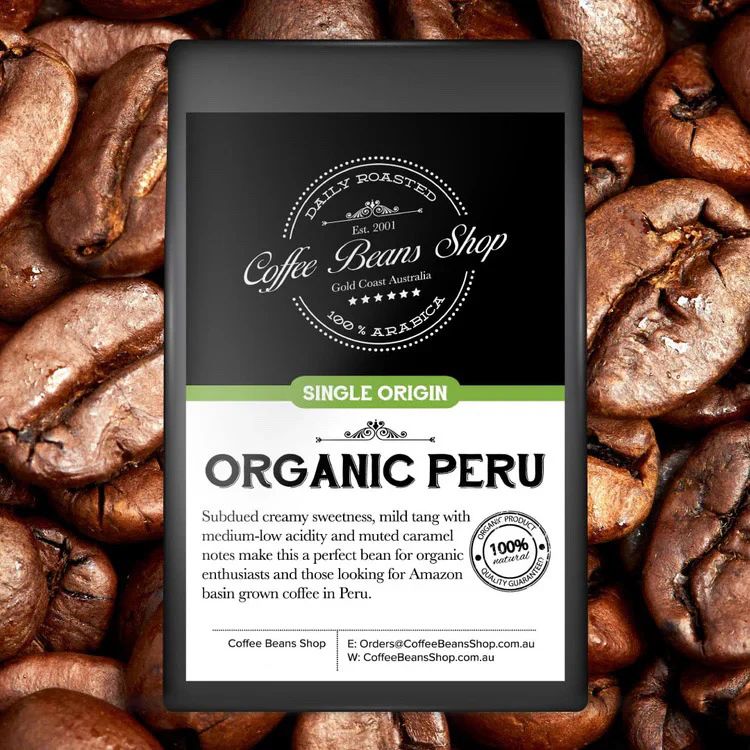 DAILY ROASTED
Est. 2001
Coffee Beans Shop
Gold Coast Australia
100% ARABICA
SINGLE ORIGIN
ORGANIC PERU
Subdued creamy sweetness, mild tang with
medium-low acidity and muted caramel
notes make this a perfect bean for organic
enthusiasts and those looking for Amazon
basin grown coffee in Peru.
ORGANIC PRODUCT
100%
natural
QUALITY GUARANTEED
Coffee Beans Shop
E: Orders@CoffeeBeansShop.com.au
W: CoffeeBeansShop.com.au